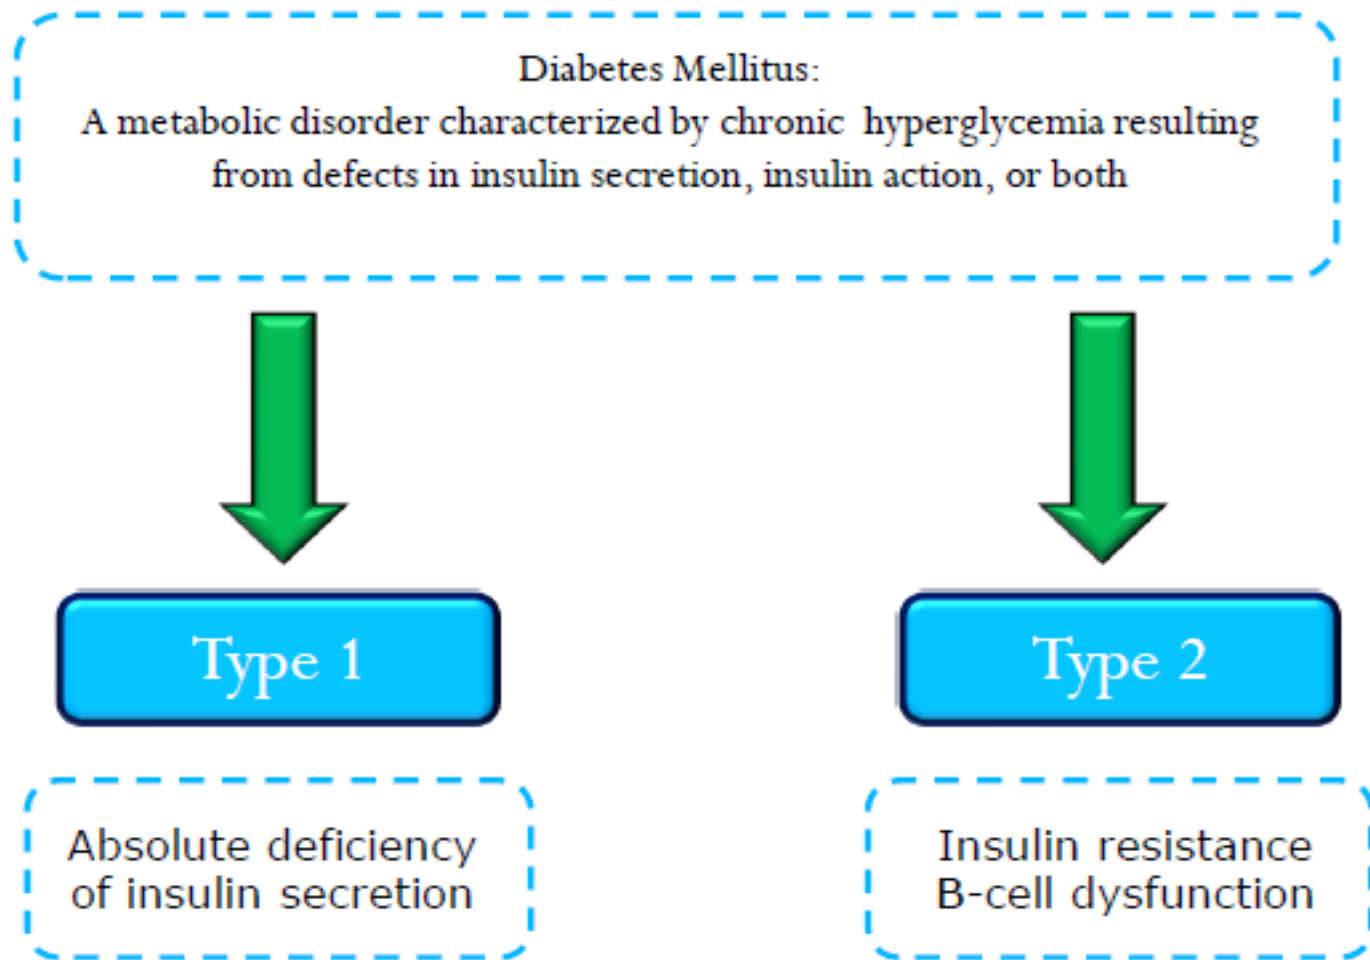 Diabetes Mellitus:
A metabolic disorder characterized by chronic hyperglycemia resulting
from defects in insulin secretion, insulin action, or both
Type 1
Type 2
Absolute deficiency
of insulin secretion
Insulin resistance
B-cell dysfunction